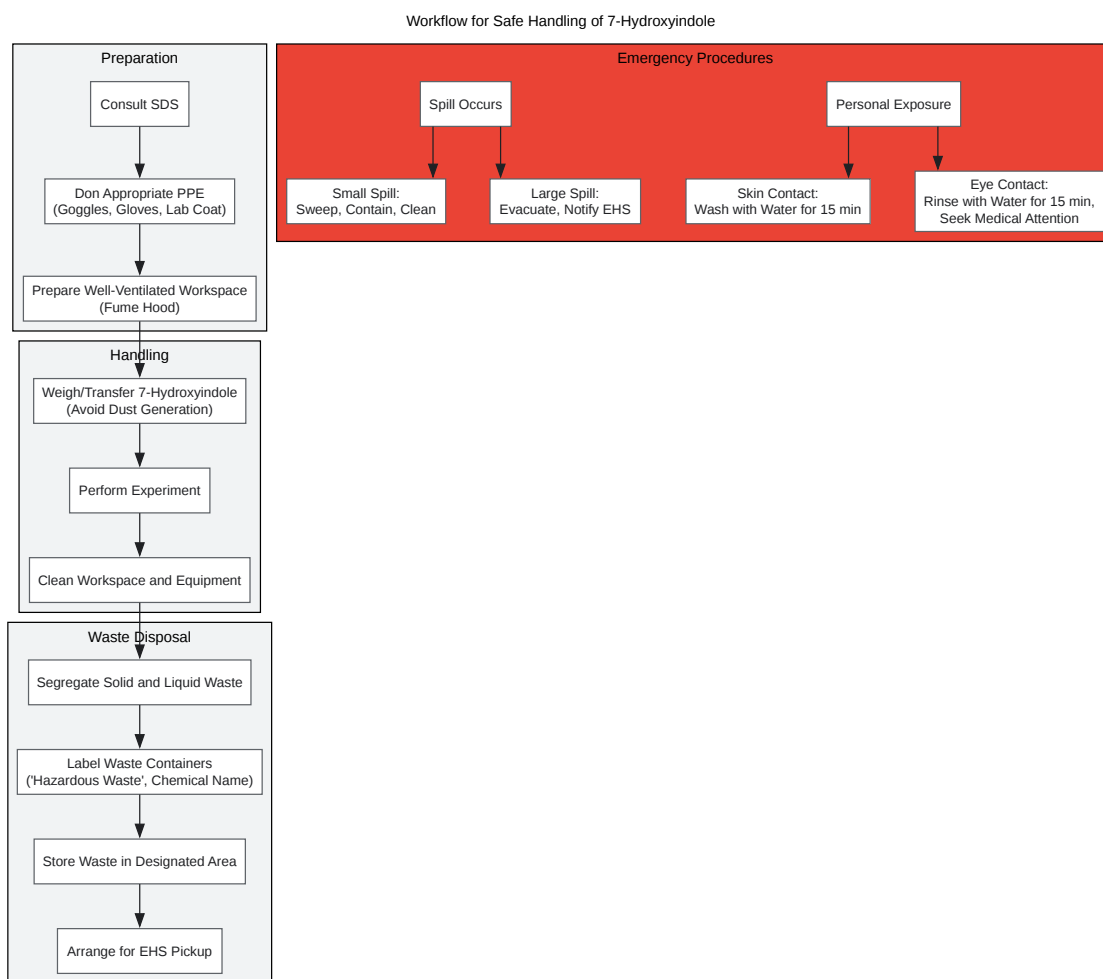 Workflow for Safe Handling of 7-Hydroxyindole
Preparation
Consult SDS
Don Appropriate PPE
(Goggles, Gloves, Lab Coat)
Prepare Well-Ventilated Workspace
(Fume Hood)
Handling
Weigh/Transfer 7-Hydroxyindole
(Avoid Dust Generation)
Perform Experiment
Clean Workspace and Equipment
Waste Disposal
Segregate Solid and Liquid Waste
Label Waste Containers
('Hazardous Waste', Chemical Name)
Store Waste in Designated Area
Arrange for EHS Pickup
Emergency Procedures
Spill Occurs
Small Spill:
Sweep, Contain, Clean
Large Spill:
Evacuate, Notify EHS
Personal Exposure
Skin Contact:
Wash with Water for 15 min
Eye Contact:
Rinse with Water for 15 min,
Seek Medical Attention